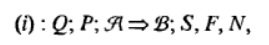 (i) : Q; P; 𝒜 ⇒ ℬ; S, F, N,